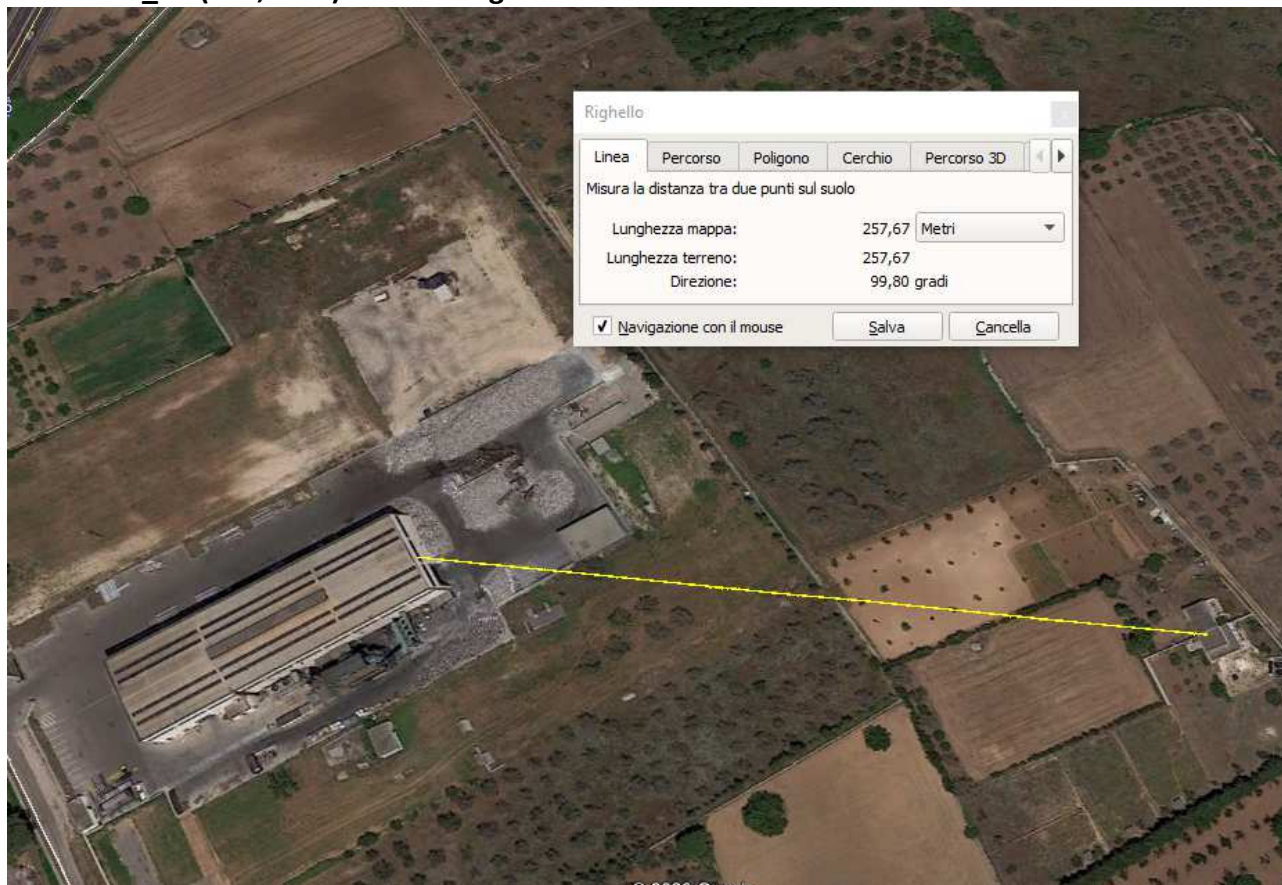 Righello
Linea Percorso Poligono Cerchio Percorso 3D
Misura la distanza tra due punti sul suolo
Lunghezza mappa: 257,67 Metri
Lunghezza terreno: 257,67
Direzione: 99,80 gradi
Navigazione con il mouse Salva Cancella